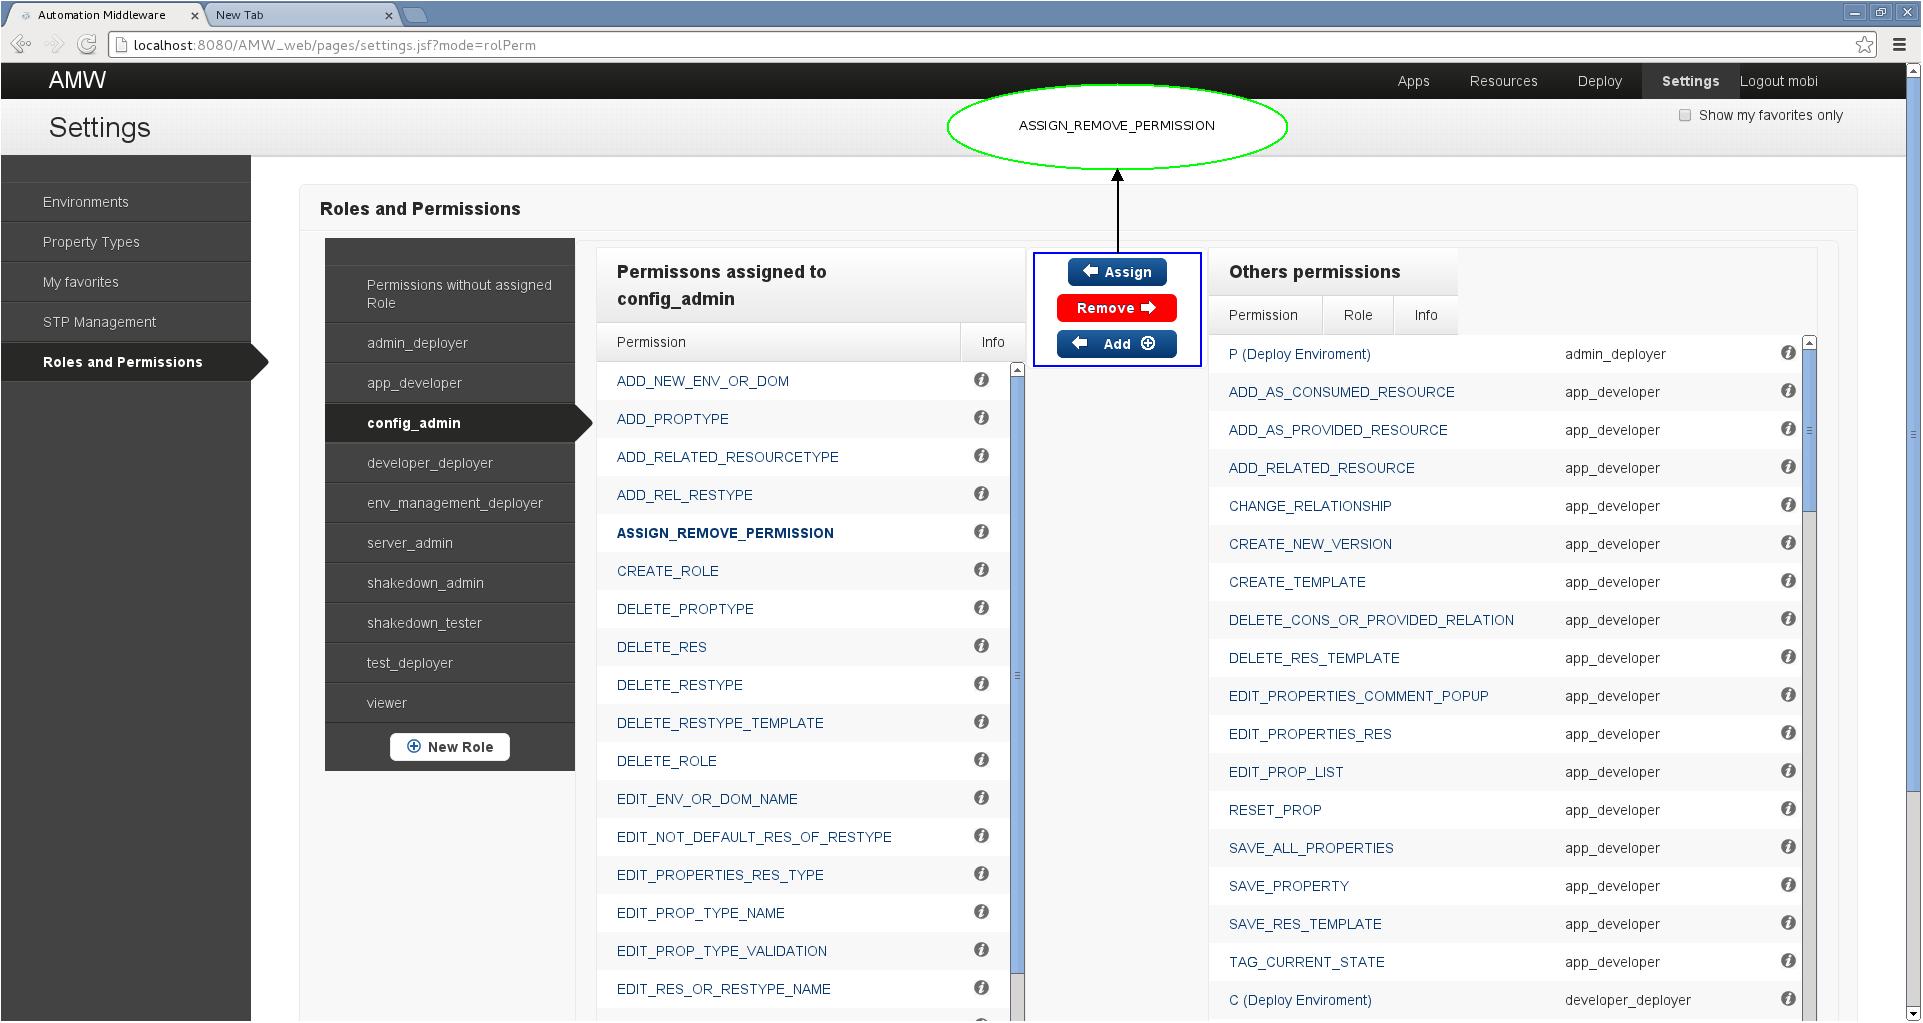 Automation Middleware
New Tab
localhost:8080/AMW_web/pages/settings.jsf?mode=rolPerm
AMW
Apps
Resources
Deploy
Settings
Logout mobi
Settings
ASSIGN_REMOVE_PERMISSION
Show my favorites only
Environments
Property Types
My favorites
STP Management
Roles and Permissions
Roles and Permissions
Permissions without assigned
Role
admin_deployer
app_developer
config_admin
developer_deployer
env_management_deployer
server_admin
shakedown_admin
shakedown_tester
test_deployer
viewer
New Role
Permissons assigned to
config_admin
Permission Info
ADD_NEW_ENV_OR_DOM
ADD_PROPTYPE
ADD_RELATED_RESOURCETYPE
ADD_REL_RESTYPE
ASSIGN_REMOVE_PERMISSION
CREATE_ROLE
DELETE_PROPTYPE
DELETE_RES
DELETE_RESTYPE
DELETE_RESTYPE_TEMPLATE
DELETE_ROLE
EDIT_ENV_OR_DOM_NAME
EDIT_NOT_DEFAULT_RES_OF_RESTYPE
EDIT_PROPERTIES_RES_TYPE
EDIT_PROP_TYPE_NAME
EDIT_PROP_TYPE_VALIDATION
EDIT_RES_OR_RESTYPE_NAME
Assign
Remove
Add
Others permissions
Permission Role Info
P (Deploy Enviroment) admin_deployer
ADD_AS_CONSUMED_RESOURCE app_developer
ADD_AS_PROVIDED_RESOURCE app_developer
ADD_RELATED_RESOURCE app_developer
CHANGE_RELATIONSHIP app_developer
CREATE_NEW_VERSION app_developer
CREATE_TEMPLATE app_developer
DELETE_CONS_OR_PROVIDED_RELATION app_developer
DELETE_RES_TEMPLATE app_developer
EDIT_PROPERTIES_COMMENT_POPUP app_developer
EDIT_PROPERTIES_RES app_developer
EDIT_PROP_LIST app_developer
RESET_PROP app_developer
SAVE_ALL_PROPERTIES app_developer
SAVE_PROPERTY app_developer
SAVE_RES_TEMPLATE app_developer
TAG_CURRENT_STATE app_developer
C (Deploy Enviroment) developer_deployer